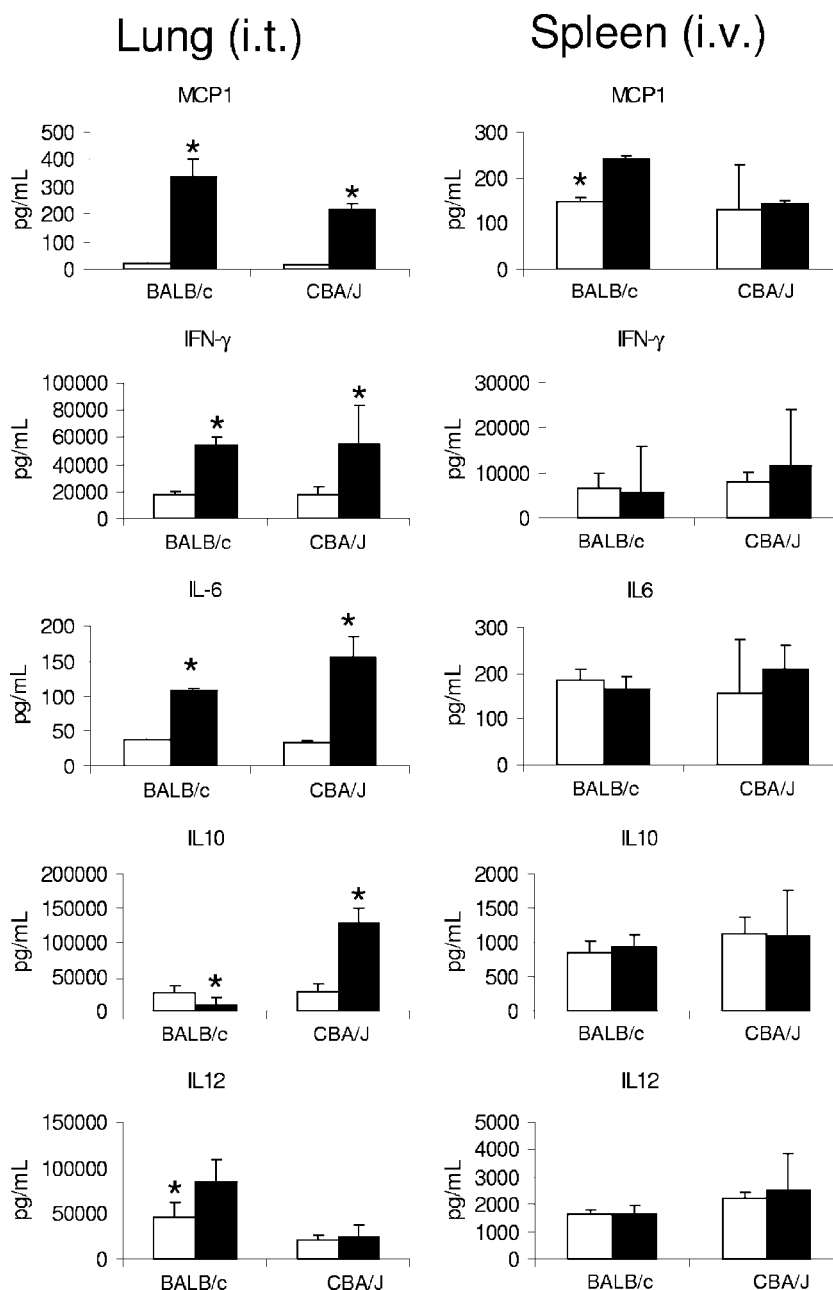 Lung (i.t.)
Spleen (i.v.)
MCP1
500
400
300
200
100
0
pg/mL
*
*
BALB/c
CBA/J
MCP1
300
200
100
0
pg/mL
*
BALB/c
CBA/J
IFN-γ
100000
80000
60000
40000
20000
0
pg/mL
*
*
BALB/c
CBA/J
IFN-γ
30000
20000
10000
0
pg/mL
BALB/c
CBA/J
IL-6
200
150
100
50
0
pg/mL
*
*
BALB/c
CBA/J
IL6
300
200
100
0
pg/mL
BALB/c
CBA/J
IL10
200000
150000
100000
50000
0
pg/mL
*
*
BALB/c
CBA/J
IL10
2000
1500
1000
500
0
pg/mL
BALB/c
CBA/J
IL12
150000
100000
50000
0
pg/mL
*
BALB/c
CBA/J
IL12
5000
4000
3000
2000
1000
0
pg/mL
BALB/c
CBA/J